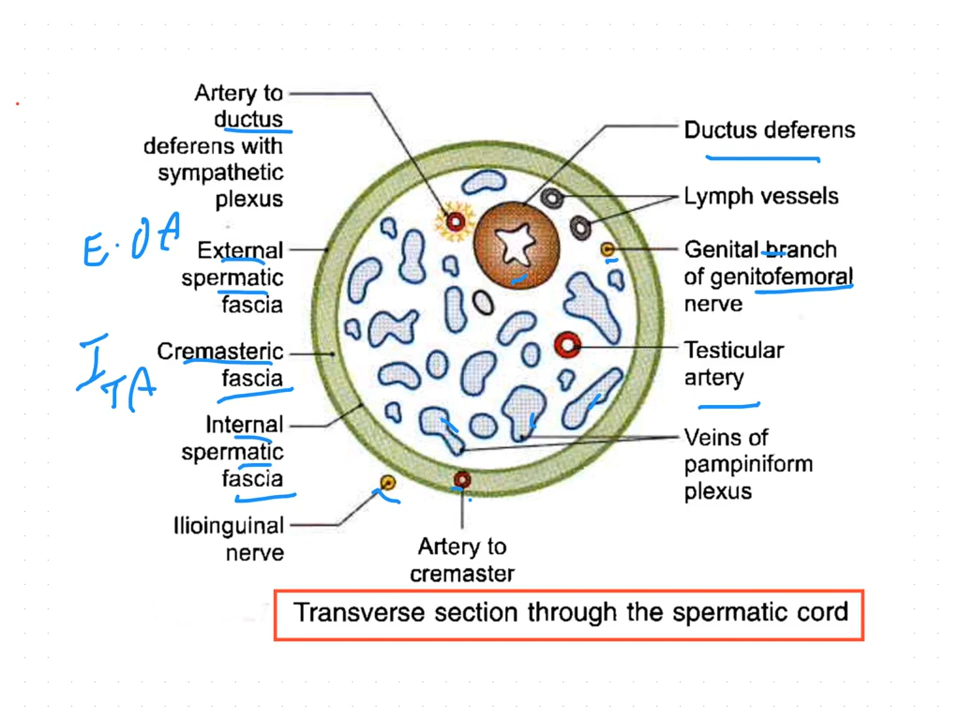 Artery to
ductus
deferens with
sympathetic
plexus
E.OA
External
spermatic
fascia
I
TA
Cremasteric
fascia
Internal
spermatic
fascia
Ilioinguinal
nerve
Artery to
cremaster
Ductus deferens
Lymph vessels
Genital branch
of genitofemoral
nerve
Testicular
artery
Veins of
pampiniform
plexus
Transverse section through the spermatic cord